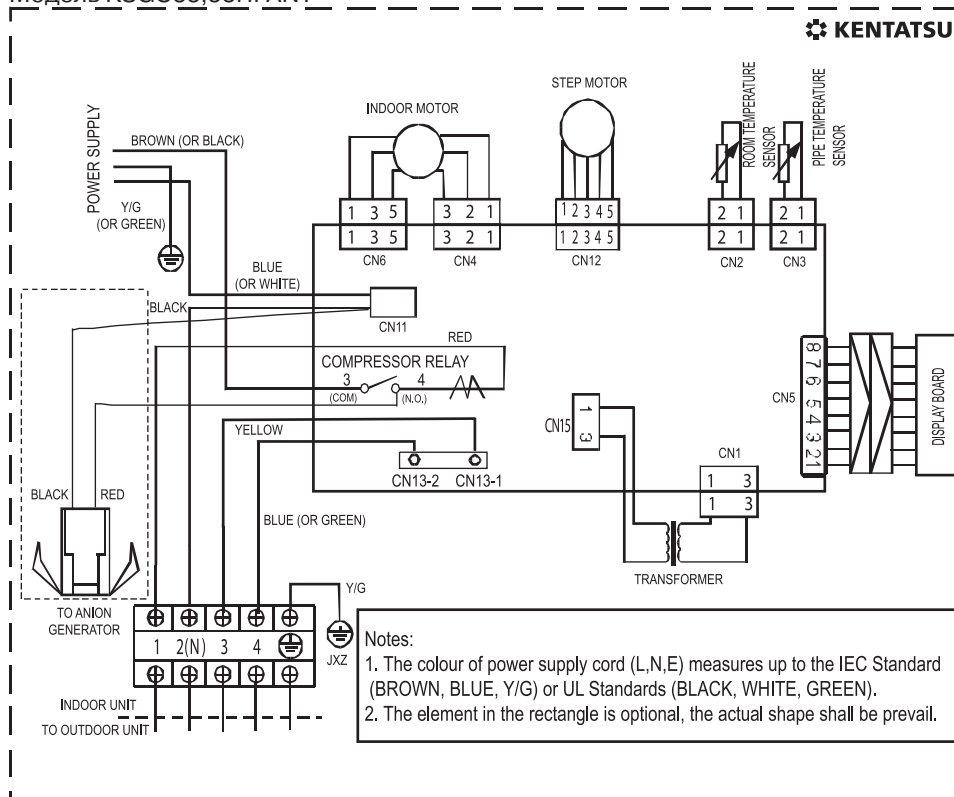 KENTATSU
STEP MOTOR
INDOOR MOTOR
POWER SUPPLY
BROWN (OR BLACK)
ROOM TEMPERATURE
SENSOR
PIPE TEMPERATURE
SENSOR
Y/G
(OR GREEN)
1 3 5
3 2 1
1 2 3 4 5
2 1
2 1
1 3 5
3 2 1
1 2 3 4 5
2 1
2 1
CN6
CN4
CN12
CN2
CN3
BLUE
(OR WHITE)
BLACK
CN11
RED
COMPRESSOR RELAY
3
4
(COM)
(N.O.)
8 7 6 5 4 3 2 1
CN5
DISPLAY BOARD
YELLOW
CN15
1
3
CN13-2
CN13-1
CN1
1 3
1 3
BLACK
RED
BLUE (OR GREEN)
TRANSFORMER
TO ANION
GENERATOR
Y/G
1 2(N) 3 4
JXZ
INDOOR UNIT
TO OUTDOOR UNIT
Notes:
1. The colour of power supply cord (L,N,E) measures up to the IEC Standard
(BROWN, BLUE, Y/G) or UL Standards (BLACK, WHITE, GREEN).
2. The element in the rectangle is optional, the actual shape shall be prevail.